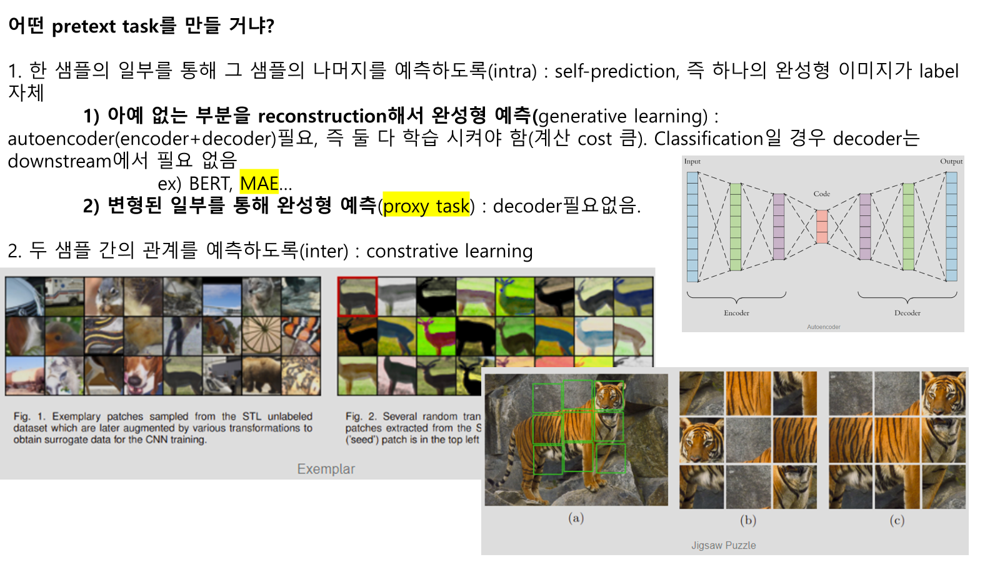 어떤 pretext task를 만들 거냐?
1. 한 샘플의 일부를 통해 그 샘플의 나머지를 예측하도록(intra) : self-prediction, 즉 하나의 완성형 이미지가 label
자체
1) 아예 없는 부분을 reconstruction해서 완성형 예측(generative learning) :
autoencoder(encoder+decoder)필요, 즉 둘 다 학습 시켜야 함(계산 cost 큼). Classification일 경우 decoder는
downstream에서 필요 없음
ex) BERT, MAE...
2) 변형된 일부를 통해 완성형 예측(proxy task) : decoder필요없음.
2. 두 샘플 간의 관계를 예측하도록(inter) : constrative learning
Input
Output
Code
Encoder
Decoder
Autoencoder
Fig. 1. Exemplary patches sampled from the STL unlabeled
dataset which are later augmented by various transformations to
obtain surrogate data for the CNN training.
Fig. 2. Several random tran
patches extracted from the S
('seed') patch is in the top left
Exemplar
(a)
(b)
(c)
Jigsaw Puzzle